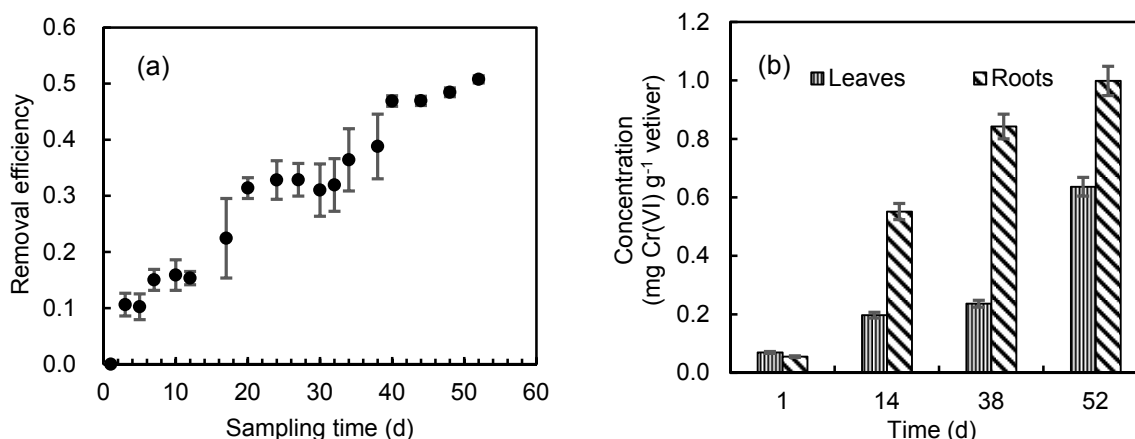 0.6
0.5
0.4
0.3
0.2
0.1
0.0
(a)
Removal efficiency
0 10 20 30 40 50 60
Sampling time (d)
1.2
1.0
0.8
0.6
0.4
0.2
0.0
(b)
Leaves Roots
Concentration
(mg Cr(VI) g⁻¹ vetiver)
1 14 38 52
Time (d)